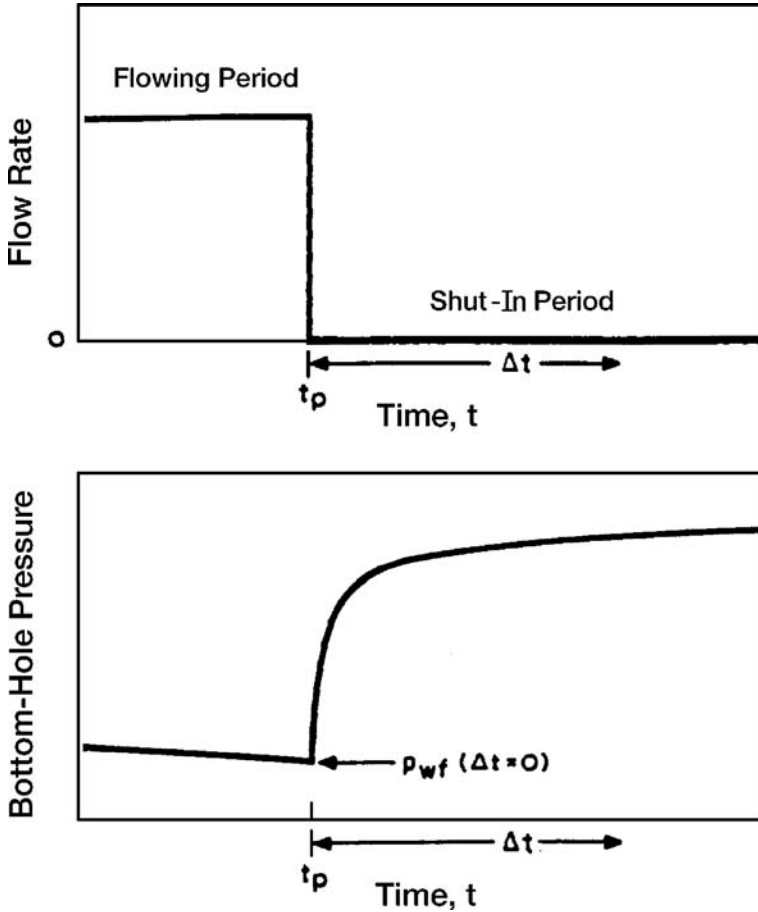 Flowing Period
Flow Rate
Shut-In Period
o
Δt
tp
Time, t
Bottom-Hole Pressure
pwf (Δt=0)
Δt
tp
Time, t